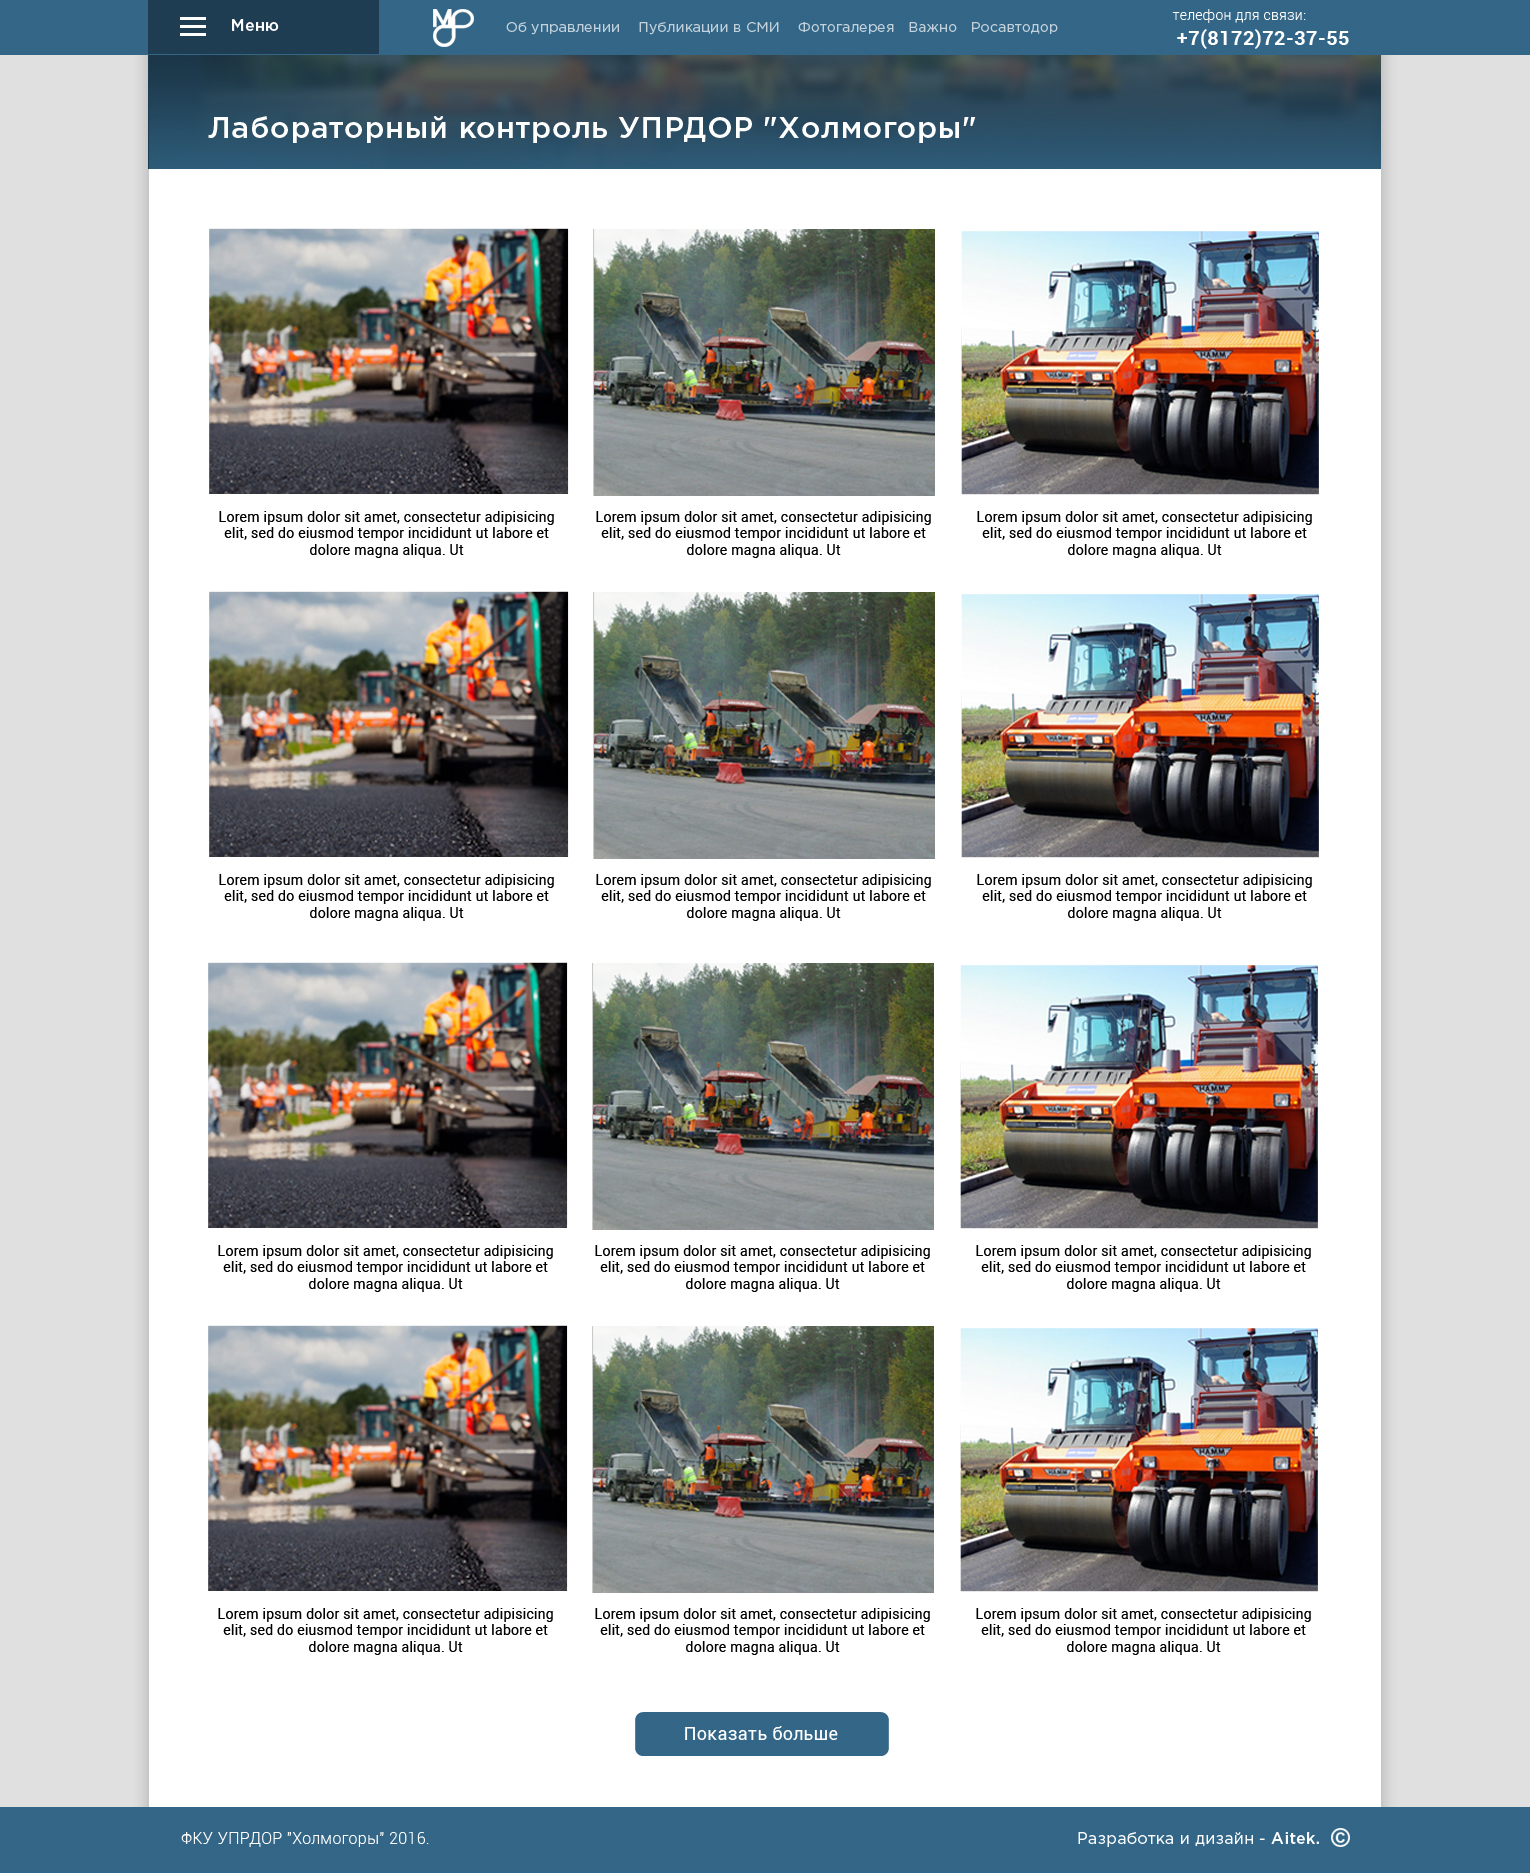 Меню
Об управлении Публикации в СМИ Фотогалерея Важно Росавтодор
телефон для связи:
+7(8172)72-37-55
Лабораторный контроль УПРДОР "Холмогоры"
HAMM
HAMM
Lorem ipsum dolor sit amet, consectetur adipisicing
elit, sed do eiusmod tempor incididunt ut labore et
dolore magna aliqua. Ut
Lorem ipsum dolor sit amet, consectetur adipisicing
elit, sed do eiusmod tempor incididunt ut labore et
dolore magna aliqua. Ut
Lorem ipsum dolor sit amet, consectetur adipisicing
elit, sed do eiusmod tempor incididunt ut labore et
dolore magna aliqua. Ut
HAMM
HAMM
Lorem ipsum dolor sit amet, consectetur adipisicing
elit, sed do eiusmod tempor incididunt ut labore et
dolore magna aliqua. Ut
Lorem ipsum dolor sit amet, consectetur adipisicing
elit, sed do eiusmod tempor incididunt ut labore et
dolore magna aliqua. Ut
Lorem ipsum dolor sit amet, consectetur adipisicing
elit, sed do eiusmod tempor incididunt ut labore et
dolore magna aliqua. Ut
HAMM
HAMM
Lorem ipsum dolor sit amet, consectetur adipisicing
elit, sed do eiusmod tempor incididunt ut labore et
dolore magna aliqua. Ut
Lorem ipsum dolor sit amet, consectetur adipisicing
elit, sed do eiusmod tempor incididunt ut labore et
dolore magna aliqua. Ut
Lorem ipsum dolor sit amet, consectetur adipisicing
elit, sed do eiusmod tempor incididunt ut labore et
dolore magna aliqua. Ut
HAMM
HAMM
Lorem ipsum dolor sit amet, consectetur adipisicing
elit, sed do eiusmod tempor incididunt ut labore et
dolore magna aliqua. Ut
Lorem ipsum dolor sit amet, consectetur adipisicing
elit, sed do eiusmod tempor incididunt ut labore et
dolore magna aliqua. Ut
Lorem ipsum dolor sit amet, consectetur adipisicing
elit, sed do eiusmod tempor incididunt ut labore et
dolore magna aliqua. Ut
Показать больше
ФКУ УПРДОР "Холмогоры" 2016.
Разработка и дизайн - Aitek. ©